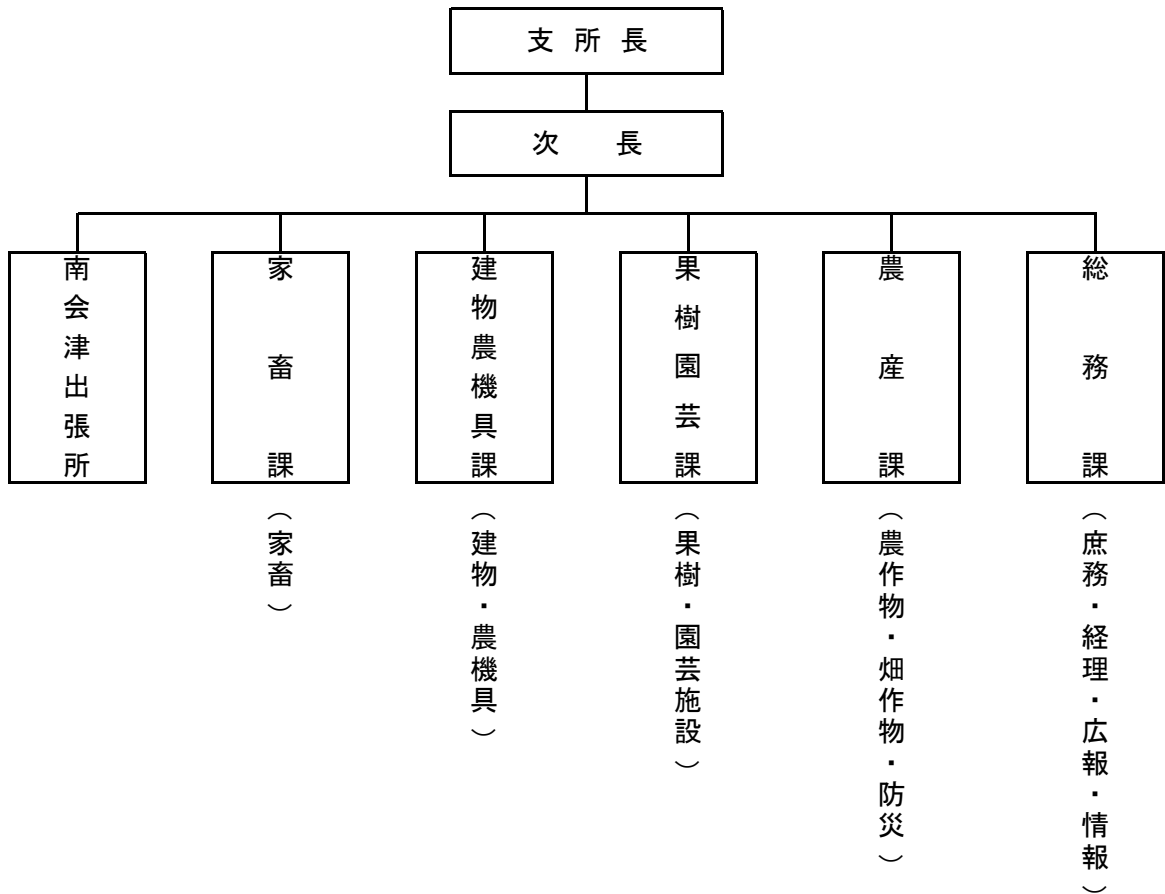 支所長
次長
総務課
（庶務・経理・広報・情報）
農産課
（農作物・畑作物・防災）
果樹園芸課
（果樹・園芸施設）
建物農機具課
（建物・農機具）
家畜課
（家畜）
南会津出張所